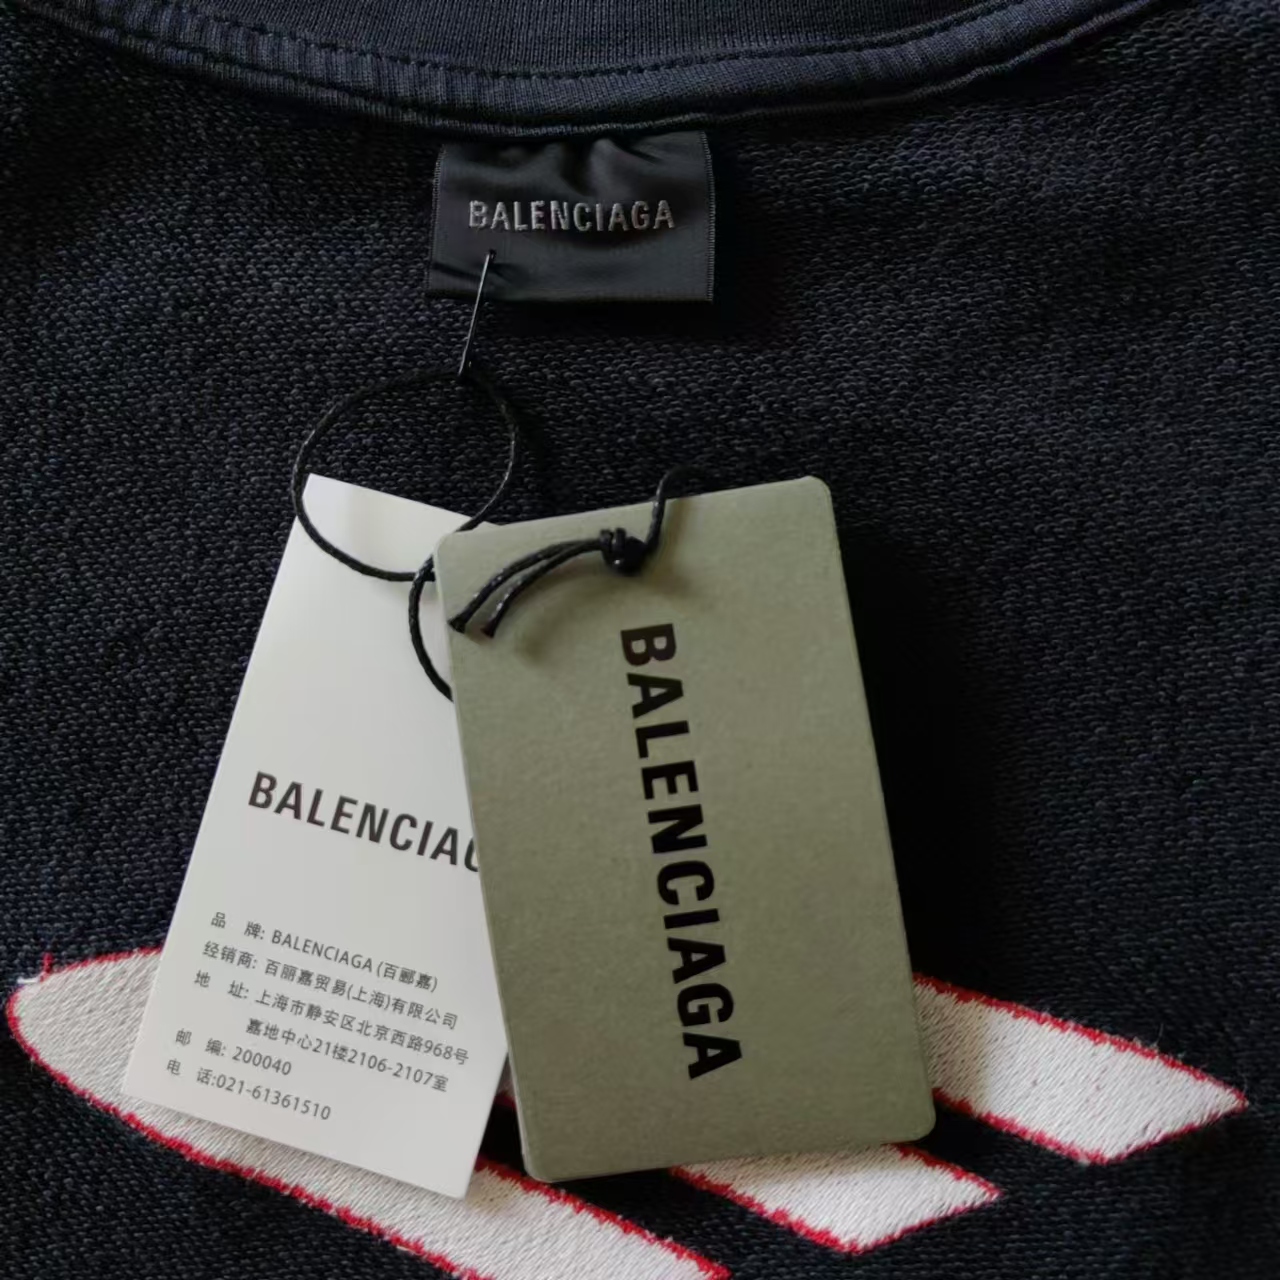 BALENCIAGA
BALENCIAG
品 牌: BALENCIAGA (百郦嘉)
经销商: 百丽嘉贸易(上海)有限公司
地 址: 上海市静安区北京西路968号
嘉地中心21楼2106-2107室
邮 编: 200040
电 话:021-61361510
BALENCIAGA